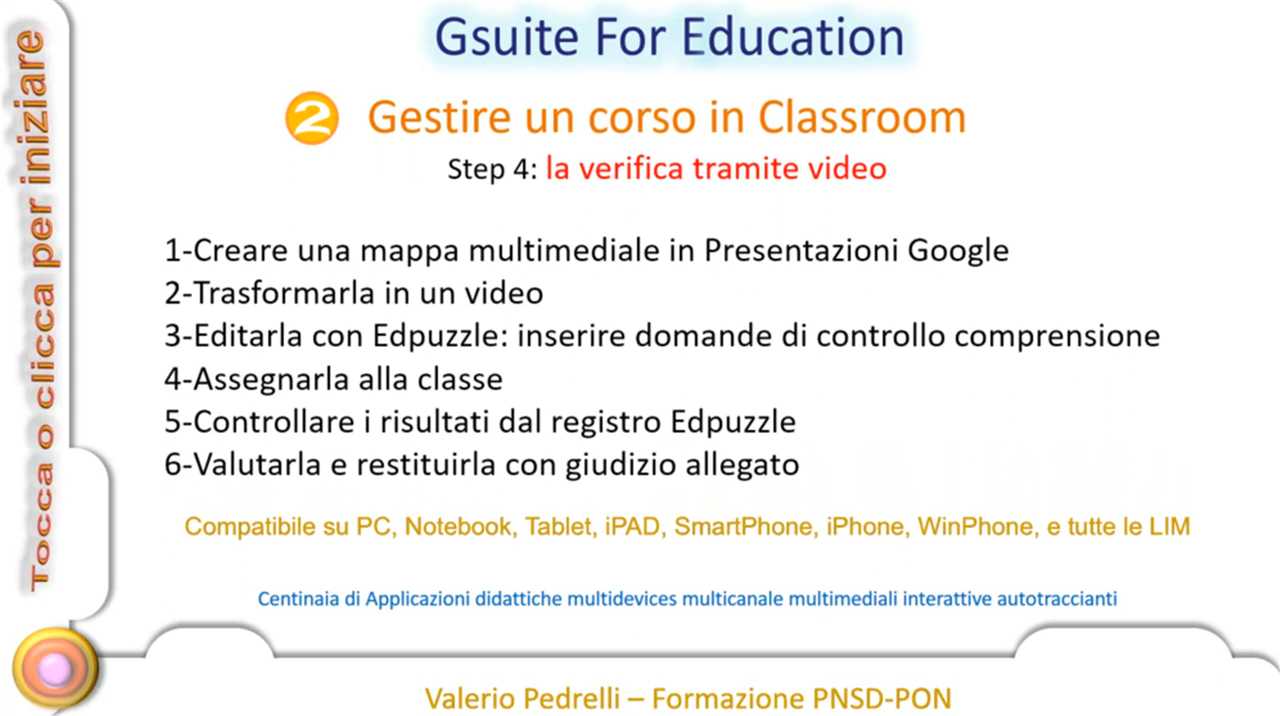 Tocca o clicca per iniziare
Gsuite For Education
2 Gestire un corso in Classroom
Step 4: la verifica tramite video
1-Creare una mappa multimediale in Presentazioni Google
2-Trasformarla in un video
3-Editarla con Edpuzzle: inserire domande di controllo comprensione
4-Assegnarla alla classe
5-Controllare i risultati dal registro Edpuzzle
6-Valutarla e restituirla con giudizio allegato
Compatibile su PC, Notebook, Tablet, iPAD, SmartPhone, iPhone, WinPhone, e tutte le LIM
Centinaia di Applicazioni didattiche multidevices multicanale multimediali interattive autotraccianti
Valerio Pedrelli – Formazione PNSD-PON